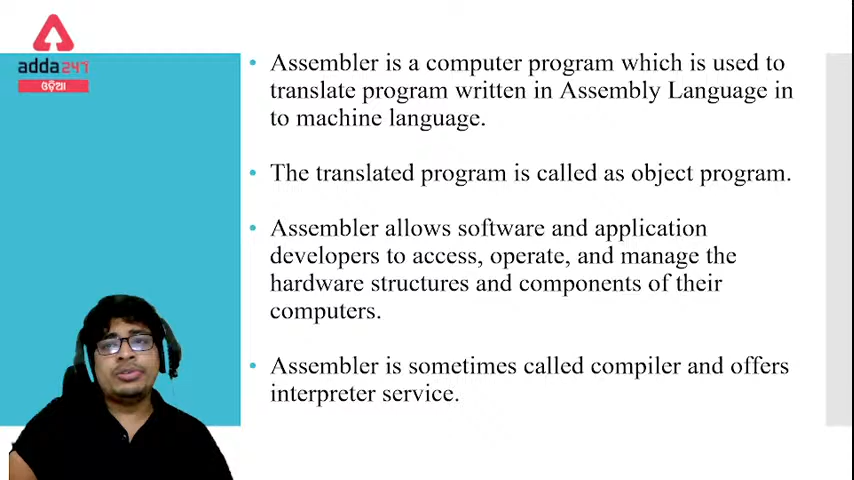 adda247
ଓଡ଼ିଆ
• Assembler is a computer program which is used to
translate program written in Assembly Language in
to machine language.
• The translated program is called as object program.
• Assembler allows software and application
developers to access, operate, and manage the
hardware structures and components of their
computers.
• Assembler is sometimes called compiler and offers
interpreter service.